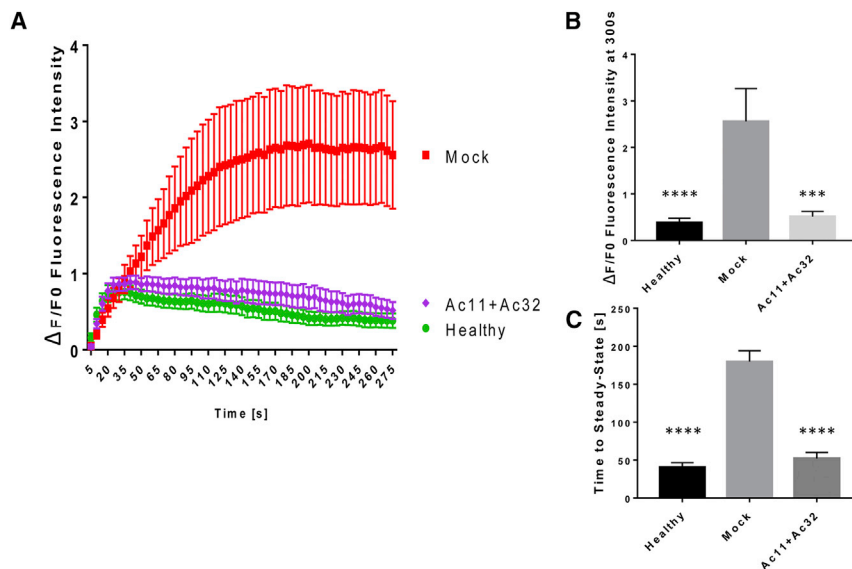 A
ΔF/F0 Fluorescence Intensity
4
3
2
1
0
5
20
35
50
65
80
95
110
125
140
155
170
185
200
215
230
245
260
275
Time [s]
Mock
Ac11+Ac32
Healthy
B
ΔF/F0 Fluorescence Intensity at 300s
4
3
2
1
0
****
***
Healthy
Mock
Ac11+Ac32
C
Time to Steady-State [s]
250
200
150
100
50
0
****
****
Healthy
Mock
Ac11+Ac32